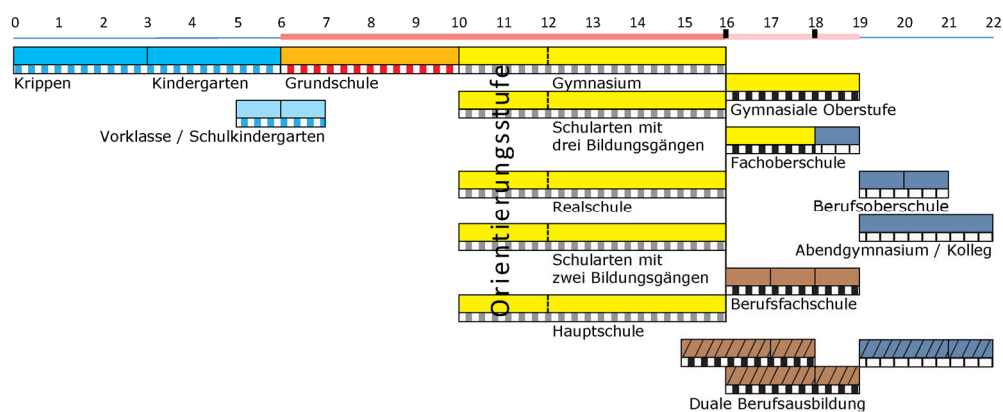 0 1 2 3 4 5 6 7 8 9 10 11 12 13 14 15 16 17 18 19 20 21 22
Krippen
Kindergarten
Grundschule
Gymnasium
Gymnasiale Oberstufe
Vorklasse / Schulkindergarten
Schularten mit
drei Bildungsgängen
Fachoberschule
Orientierungsstufe
Realschule
Berufsoberschule
Schularten mit
zwei Bildungsgängen
Abendgymnasium / Kolleg
Berufsfachschule
Hauptschule
Duale Berufsausbildung